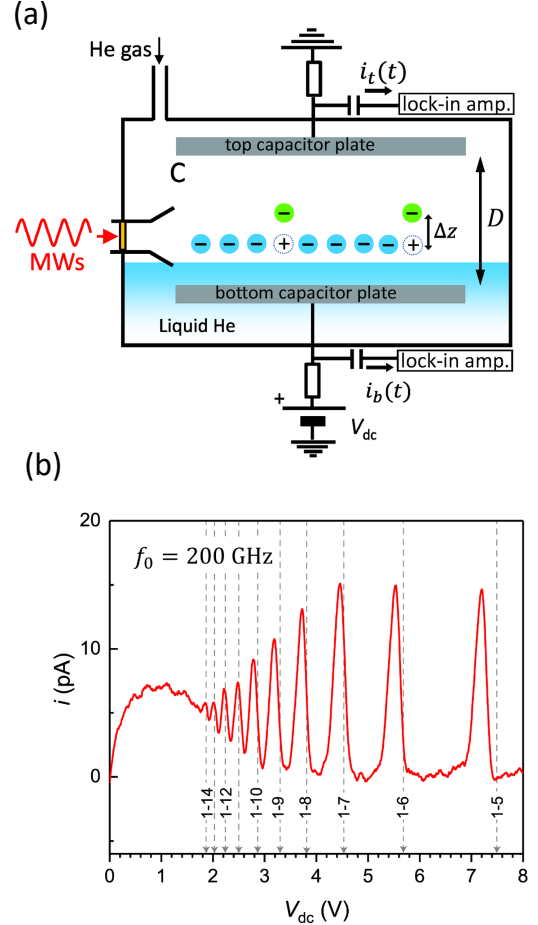 (a)
He gas
i_t(t)
lock-in amp.
top capacitor plate
C
D
− −
Δz
− − − + − − − − +
MWs
bottom capacitor plate
Liquid He
lock-in amp.
i_b(t)
+
V_dc
(b)
20
f_0 = 200 GHz
10
i (pA)
0
1-14
1-12
1-10
1-9
1-8
1-7
1-6
1-5
0 1 2 3 4 5 6 7 8
V_dc (V)